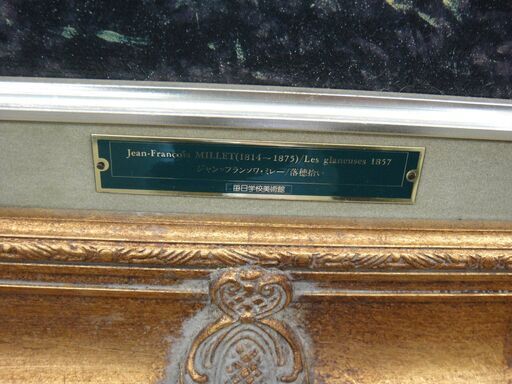 Jean-François MILLET(1814～1875)/Les glaneuses 1857
ジャン=フランソワ・ミレー/落穂拾い
毎日学校美術館